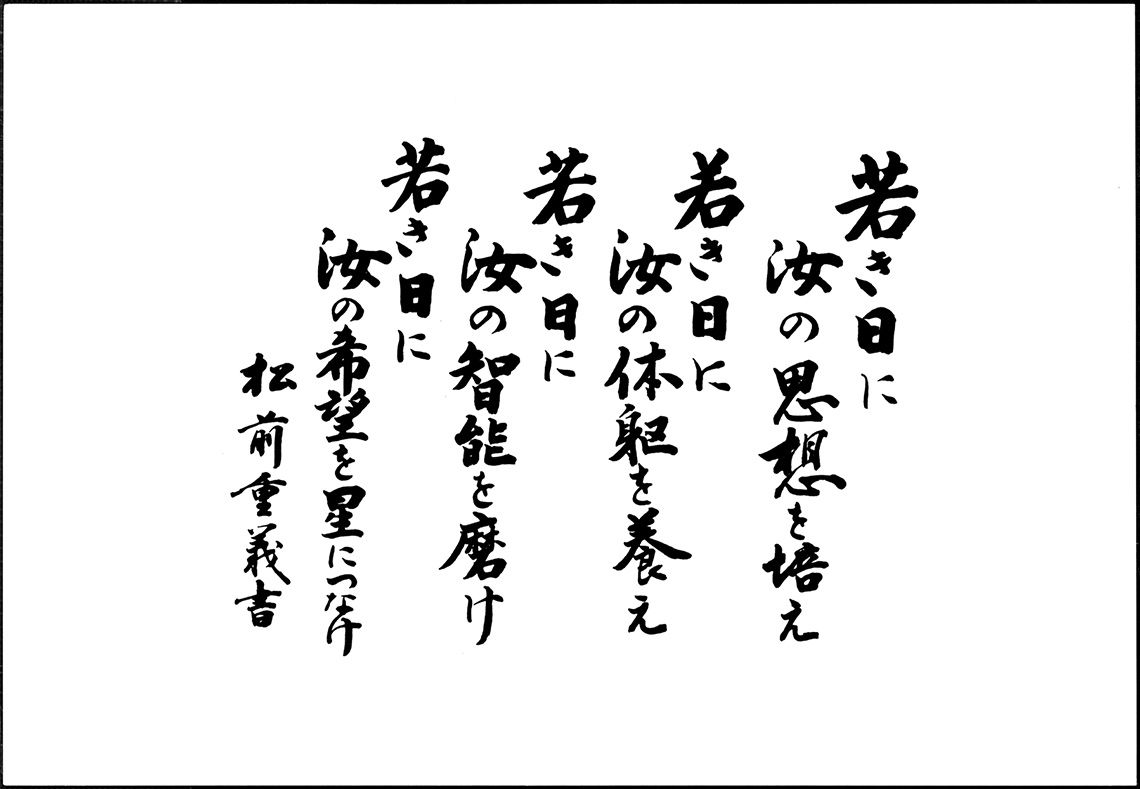 若き日に
汝の思想を培え
若き日に
汝の体躯を養え
若き日に
汝の智能を磨け
若き日に
汝の希望を星につなけ
松前重義書